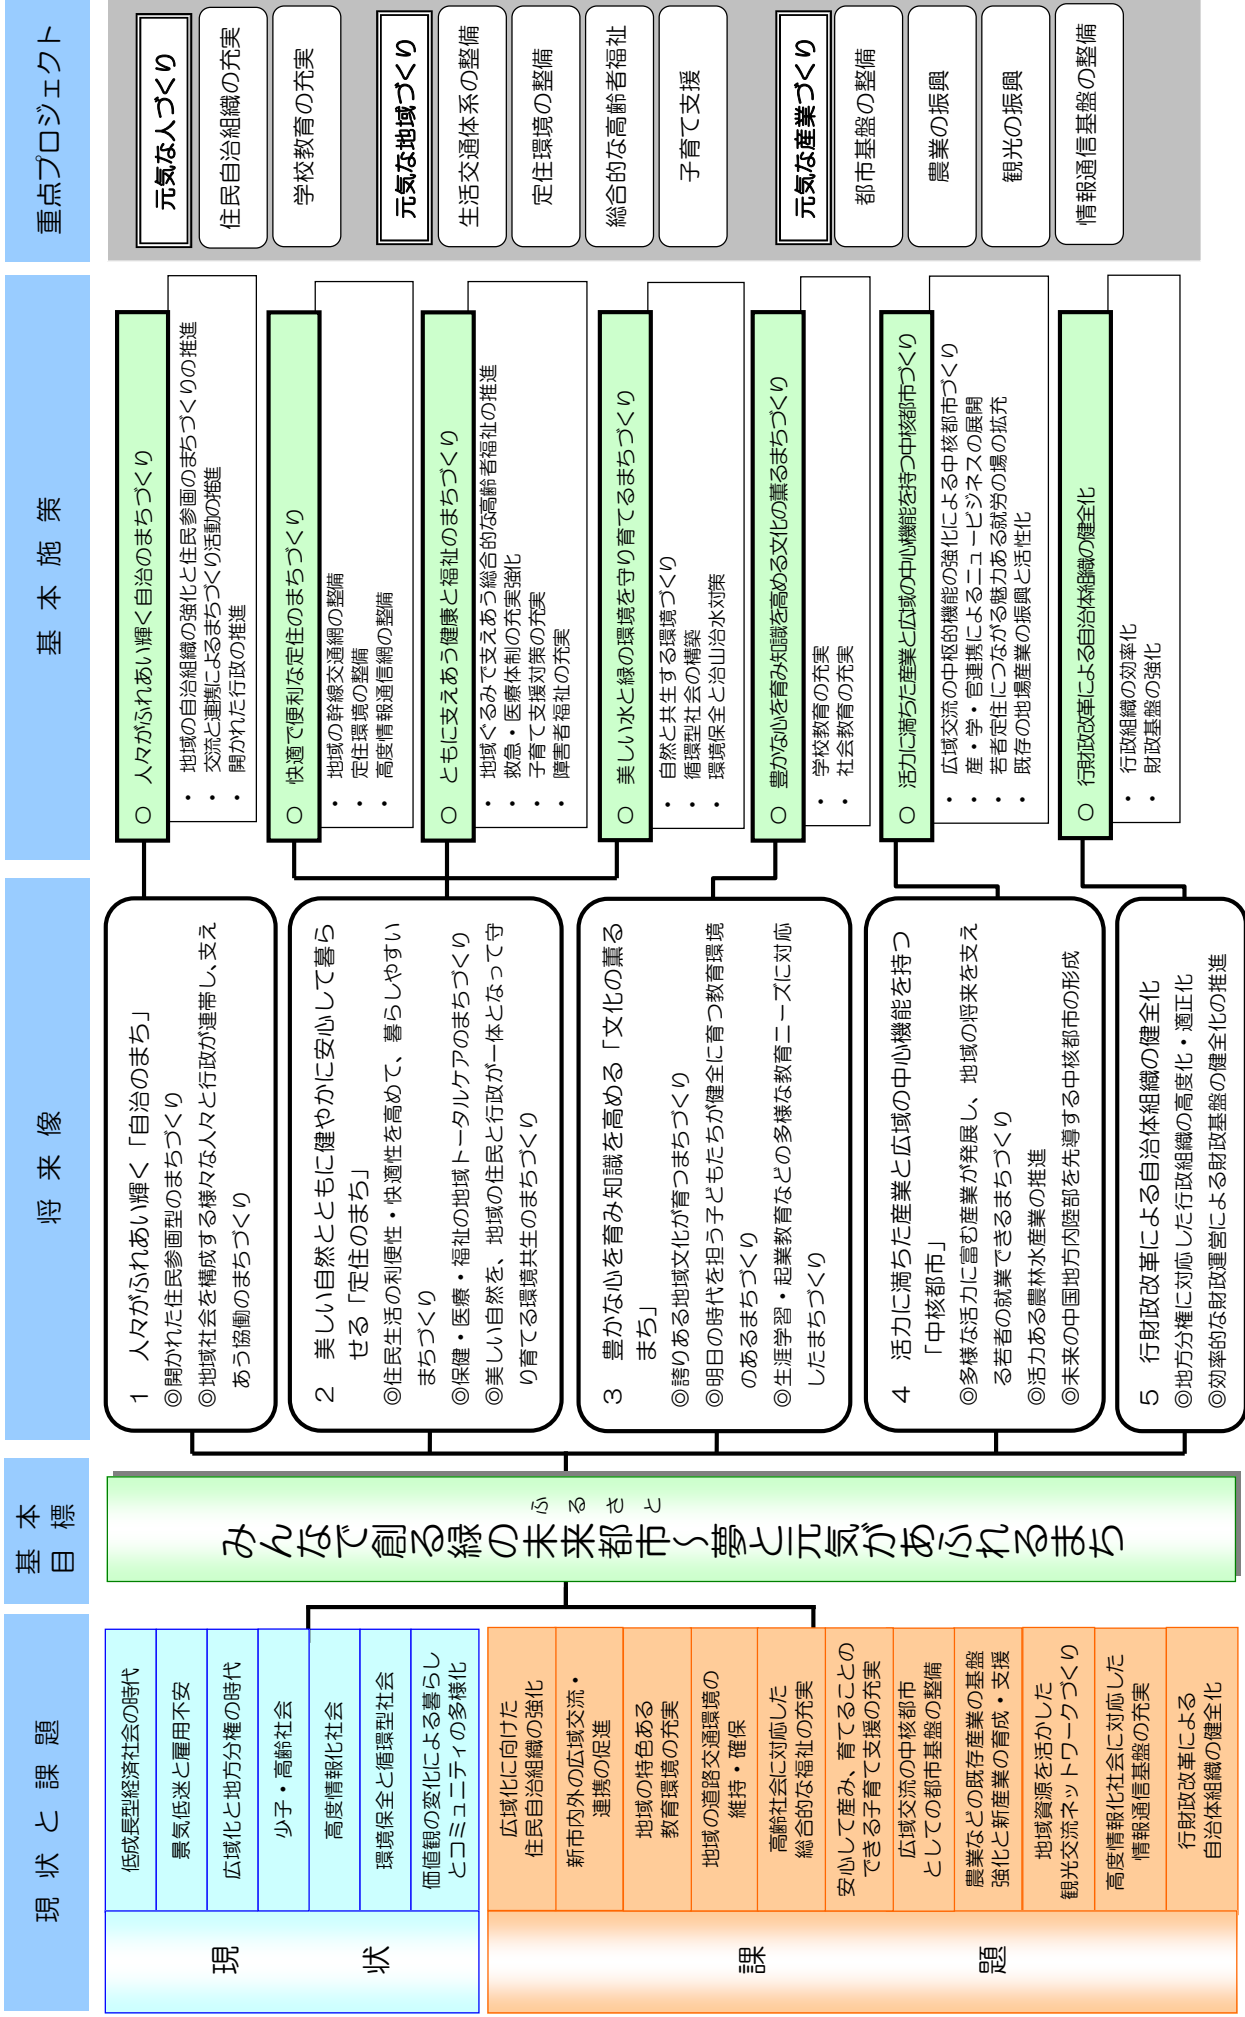 現状と課題
現状
低成長型経済社会の時代
景気低迷と雇用不安
広域化と地方分権の時代
少子・高齢社会
高度情報化社会
環境保全と循環型社会
価値観の変化による暮らし
とコミュニティの多様化
課題
広域化に向けた
住民自治組織の強化
新市内外の広域交流・
連携の促進
地域の特色ある
教育環境の充実
地域の道路交通環境の
維持・確保
高齢社会に対応した
総合的な福祉の充実
安心して産み、育てることの
できる子育て支援の充実
広域交流の中核都市
としての都市基盤の整備
農業などの既存産業の基盤
強化と新産業の育成・支援
地域資源を活かした
観光交流ネットワークづくり
高度情報化社会に対応した
情報通信基盤の充実
行財政改革による
自治体組織の健全化
基本
目標
ふるさと
みんなで創る緑の未来都市～夢と元気があふれるまち
将来像
1 人々がふれあい輝く「自治のまち」
◎開かれた住民参画型のまちづくり
◎地域社会を構成する様々な人々と行政が連帯し、支え
あう協働のまちづくり
2 美しい自然とともに健やかに安心して暮ら
せる「定住のまち」
◎住民生活の利便性・快適性を高めて、暮らしやすい
まちづくり
◎保健・医療・福祉の地域トータルケアのまちづくり
◎美しい自然を、地域の住民と行政が一体となって守
り育てる環境共生のまちづくり
3 豊かな心を育み知識を高める「文化の薫る
まち」
◎誇りある地域文化が育つまちづくり
◎明日の時代を担う子どもたちが健全に育つ教育環境
のあるまちづくり
◎生涯学習・起業教育などの多様な教育ニーズに対応
したまちづくり
4 活力に満ちた産業と広域の中心機能を持つ
「中核都市」
◎多様な活力に富む産業が発展し、地域の将来を支え
る若者の就業できるまちづくり
◎活力ある農林水産業の推進
◎未来の中国地方内陸部を先導する中核都市の形成
5 行財政改革による自治体組織の健全化
◎地方分権に対応した行政組織の高度化・適正化
◎効率的な財政運営による財政基盤の健全化の推進
基本施策
○ 人々がふれあい輝く自治のまちづくり
・ 地域の自治組織の強化と住民参画のまちづくりの推進
・ 交流と連携によるまちづくり活動の推進
・ 開かれた行政の推進
○ 快適で便利な定住のまちづくり
・ 地域の幹線交通網の整備
・ 定住環境の整備
・ 高度情報通信網の整備
○ ともに支えあう健康と福祉のまちづくり
・ 地域ぐるみで支えあう総合的な高齢者福祉の推進
・ 救急・医療体制の充実強化
・ 子育て支援対策の充実
・ 障害者福祉の充実
○ 美しい水と緑の環境を守り育てるまちづくり
・ 自然と共生する環境づくり
・ 循環型社会の構築
・ 環境保全と治山治水対策
○ 豊かな心を育み知識を高める文化の薫るまちづくり
・ 学校教育の充実
・ 社会教育の充実
○ 活力に満ちた産業と広域の中心機能を持つ中核都市づくり
・ 広域交流の中枢的機能の強化による中核都市づくり
・ 産・学・官連携によるニュービジネスの展開
・ 若者定住につながる魅力ある就労の場の拡充
・ 既存の地場産業の振興と活性化
○ 行財政改革による自治体組織の健全化
・ 行政組織の効率化
・ 財政基盤の強化
重点プロジェクト
元気な人づくり
住民自治組織の充実
学校教育の充実
元気な地域づくり
生活交通体系の整備
定住環境の整備
総合的な高齢者福祉
子育て支援
元気な産業づくり
都市基盤の整備
農業の振興
観光の振興
情報通信基盤の整備